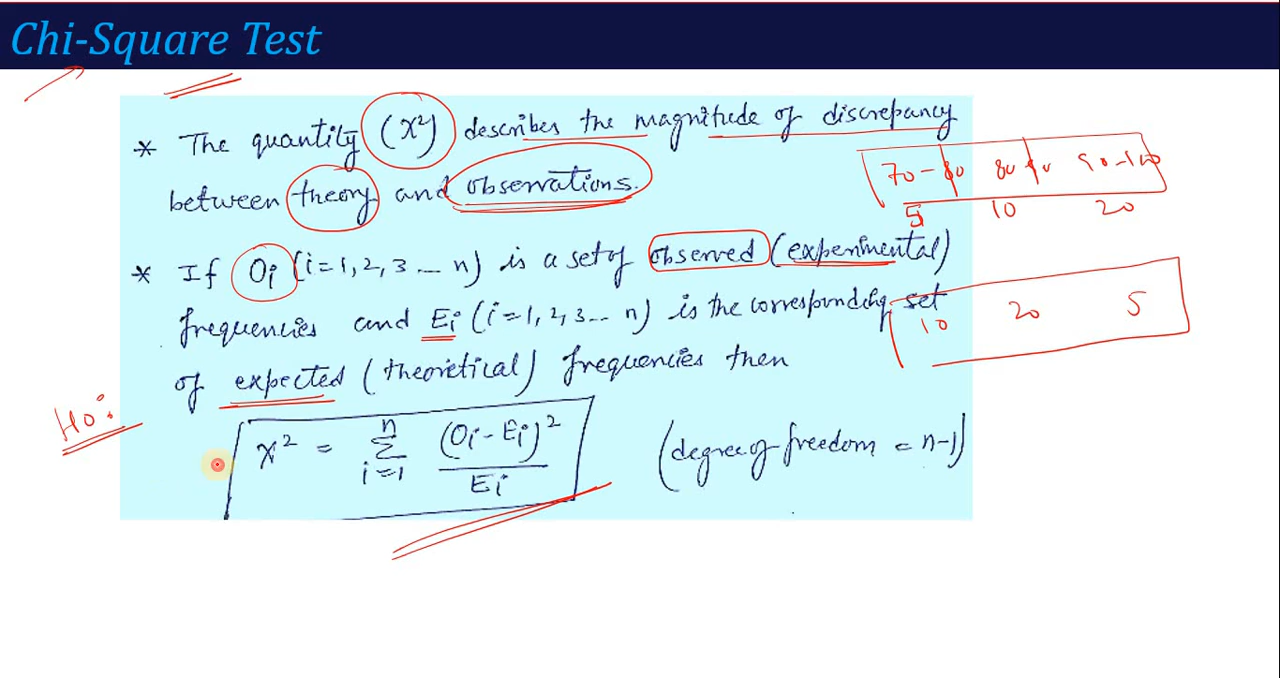 Chi-Square Test
* The quantity (χ²) describes the magnitude of discrepancy
between theory and observations.
70-80 80 90 90-100
5 10 20
* If Oi (i=1,2,3 --- n) is a set of observed (experimental)
frequencies and Ei (i=1,2,3--- n) is the corresponding set
10 20 5
of expected (theoretical) frequencies then
Ho:
χ² = Σ i=1 n (Oi - Ei)² / Ei (degree of freedom = n-1)